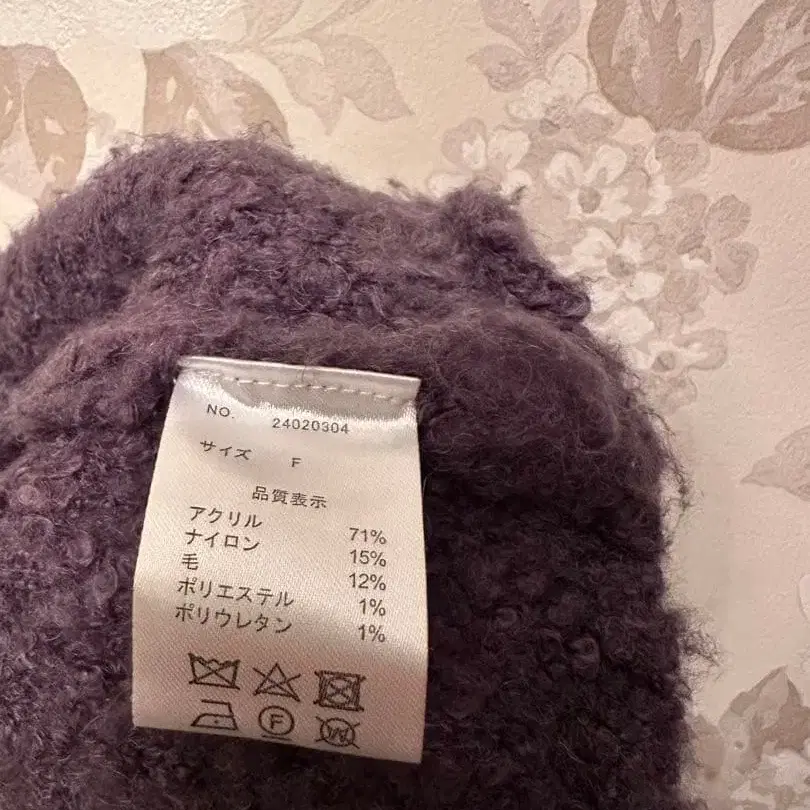 NO. 24020304
サイズ F
品質表示
アクリル 71%
ナイロン 15%
毛 12%
ポリエステル 1%
ポリウレタン 1%
F
W